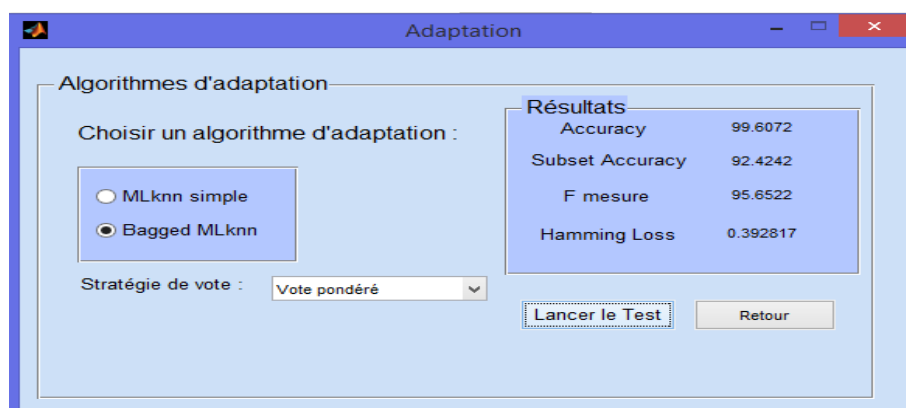 Adaptation
Algorithmes d'adaptation
Choisir un algorithme d'adaptation :
MLknn simple
Bagged MLknn
Stratégie de vote :
Vote pondéré
Résultats
Accuracy 99.6072
Subset Accuracy 92.4242
F mesure 95.6522
Hamming Loss 0.392817
Lancer le Test
Retour